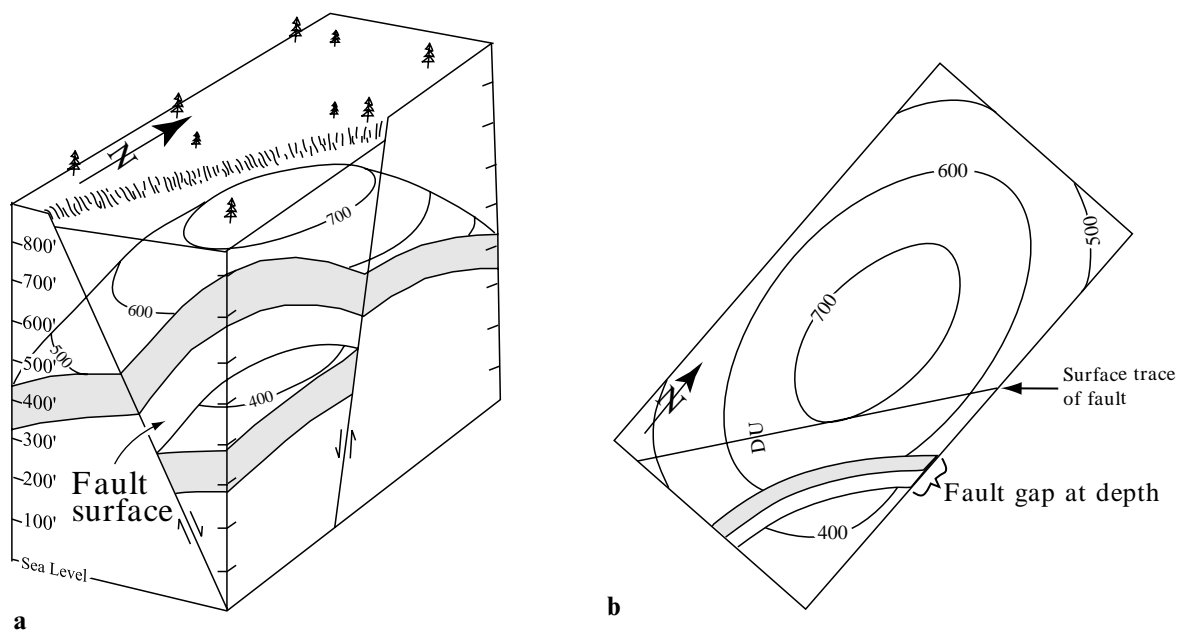 N
700
800'
700'
600'
500'
400'
300'
200'
100'
Sea Level
600
500
400
Fault
surface
a
600
500
700
N
D U
Surface trace
of fault
Fault gap at depth
400
b